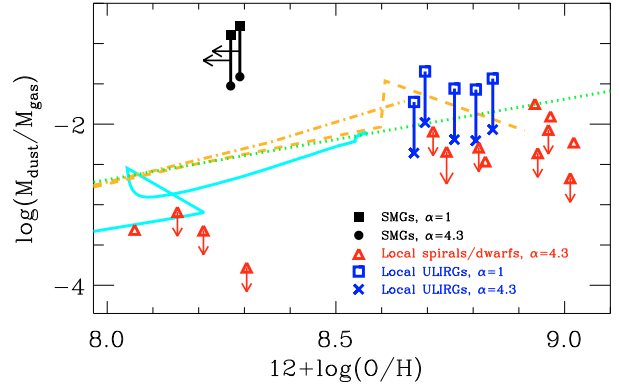 log(M_dust/M_gas)
−2
−4
SMGs, α=1
SMGs, α=4.3
Local spirals/dwarfs, α=4.3
Local ULIRGs, α=1
Local ULIRGs, α=4.3
8.0 8.5 9.0
12+log(O/H)